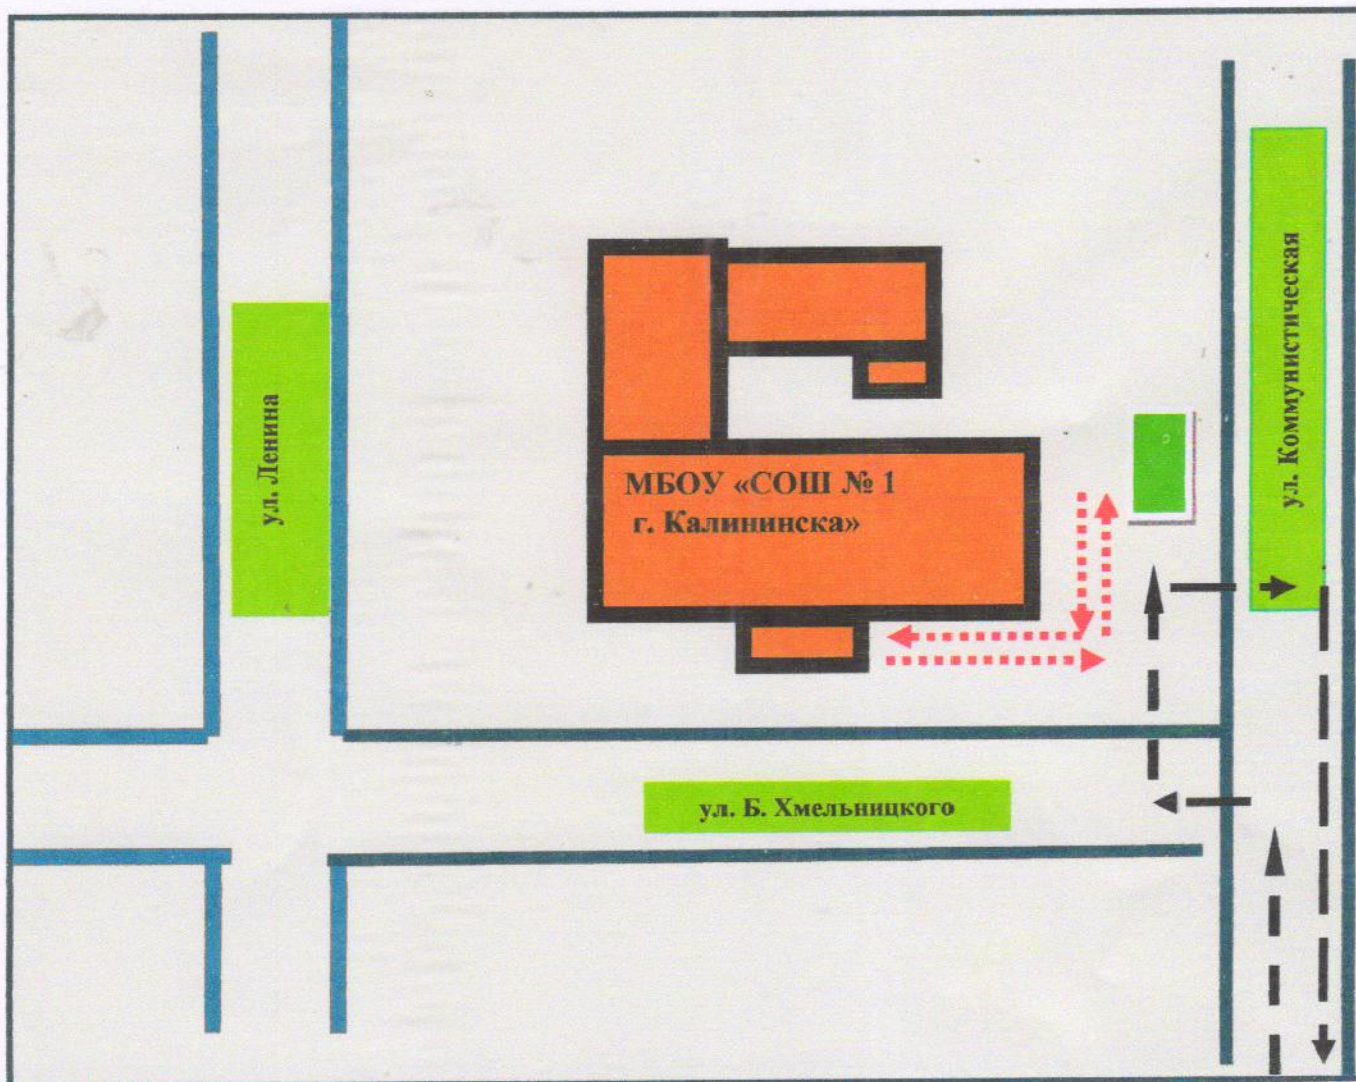 ул. Ленина
МБОУ «СОШ № 1
г. Калининска»
ул. Коммунистическая
ул. Б. Хмельницкого